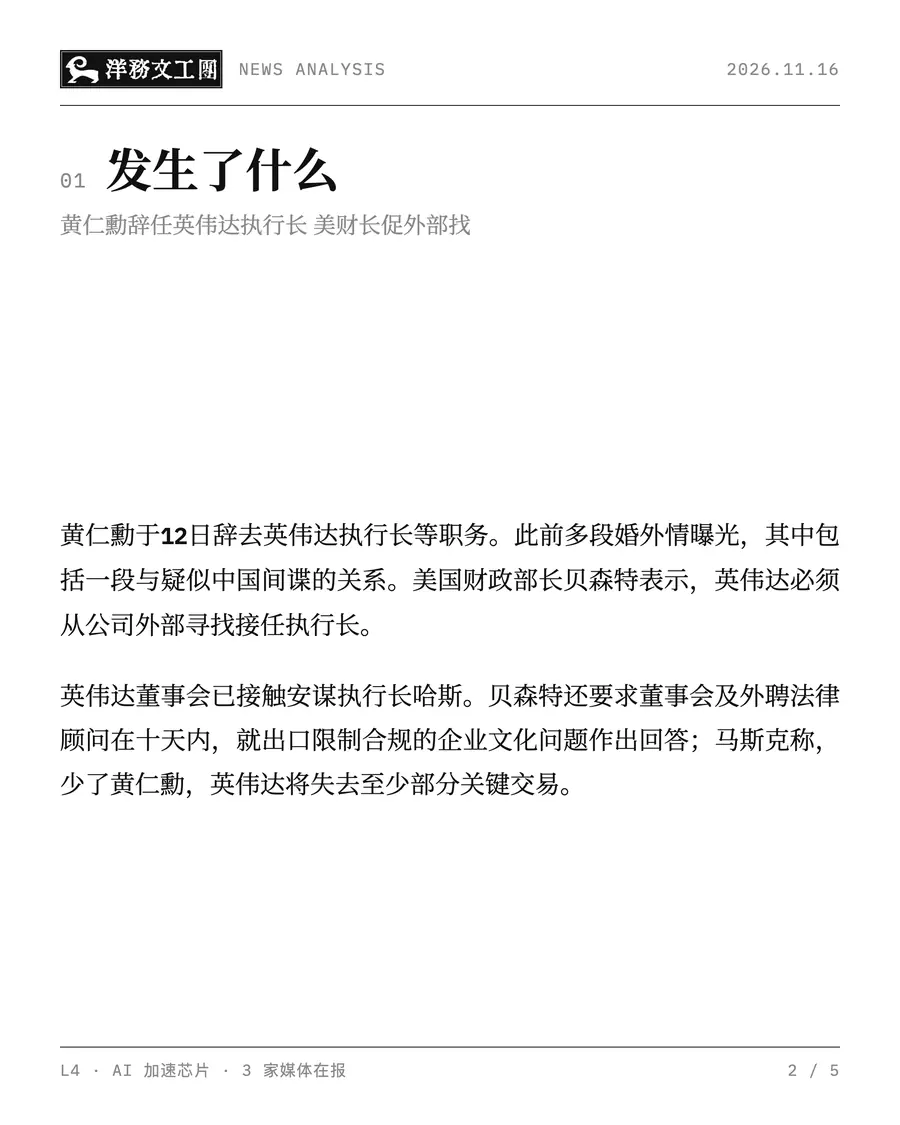 洋務文工團 NEWS ANALYSIS 2026.11.16
01 发生了什么
黄仁勳辞任英伟达执行长 美财长促外部找
黄仁勳于12日辞去英伟达执行长等职务。此前多段婚外情曝光，其中包
括一段与疑似中国间谍的关系。美国财政部长贝森特表示，英伟达必须
从公司外部寻找接任执行长。
英伟达董事会已接触安谋执行长哈斯。贝森特还要求董事会及外聘法律
顾问在十天内，就出口限制合规的企业文化问题作出回答；马斯克称，
少了黄仁勳，英伟达将失去至少部分关键交易。
L4 · AI 加速芯片 · 3 家媒体在报 2 / 5